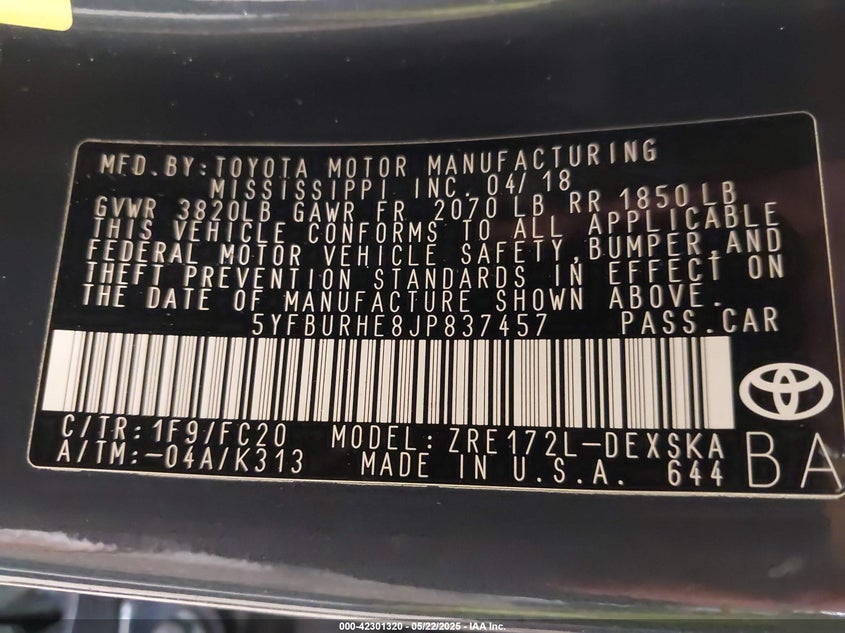 MFD.BY:TOYOTA MOTOR MANUFACTURING
MISSISSIPPI INC. 04/18
GVWR 3820LB GAWR FR 2070 LB RR 1850 LB
THIS VEHICLE CONFORMS TO ALL APPLICABLE
FEDERAL MOTOR VEHICLE SAFETY,BUMPER,AND
THEFT PREVENTION STANDARDS IN EFFECT ON
THE DATE OF MANUFACTURE SHOWN ABOVE.
5YFBURHE8JP837457 PASS.CAR
C/TR:1F9/FC20 MODEL:ZRE172L-DEXSKA
A/TM:-04A/K313 MADE IN U.S.A. 644 BA
000-42301320 - 05/22/2025 - IAA Inc.